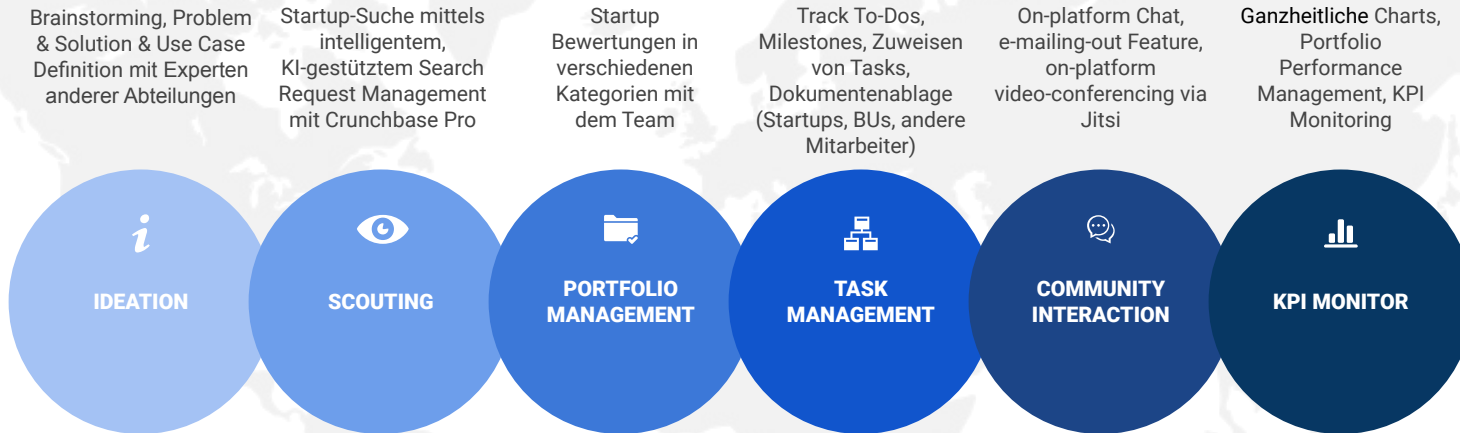 Brainstorming, Problem
& Solution & Use Case
Definition mit Experten
anderer Abteilungen
Startup-Suche mittels
intelligentem,
KI-gestütztem Search
Request Management
mit Crunchbase Pro
Startup
Bewertungen in
verschiedenen
Kategorien mit
dem Team
Track To-Dos,
Milestones, Zuweisen
von Tasks,
Dokumentenablage
(Startups, BUs, andere
Mitarbeiter)
On-platform Chat,
e-mailing-out Feature,
on-platform
video-conferencing via
Jitsi
Ganzheitliche Charts,
Portfolio
Performance
Management, KPI
Monitoring
IDEATION
SCOUTING
PORTFOLIO
MANAGEMENT
TASK
MANAGEMENT
COMMUNITY
INTERACTION
KPI MONITOR